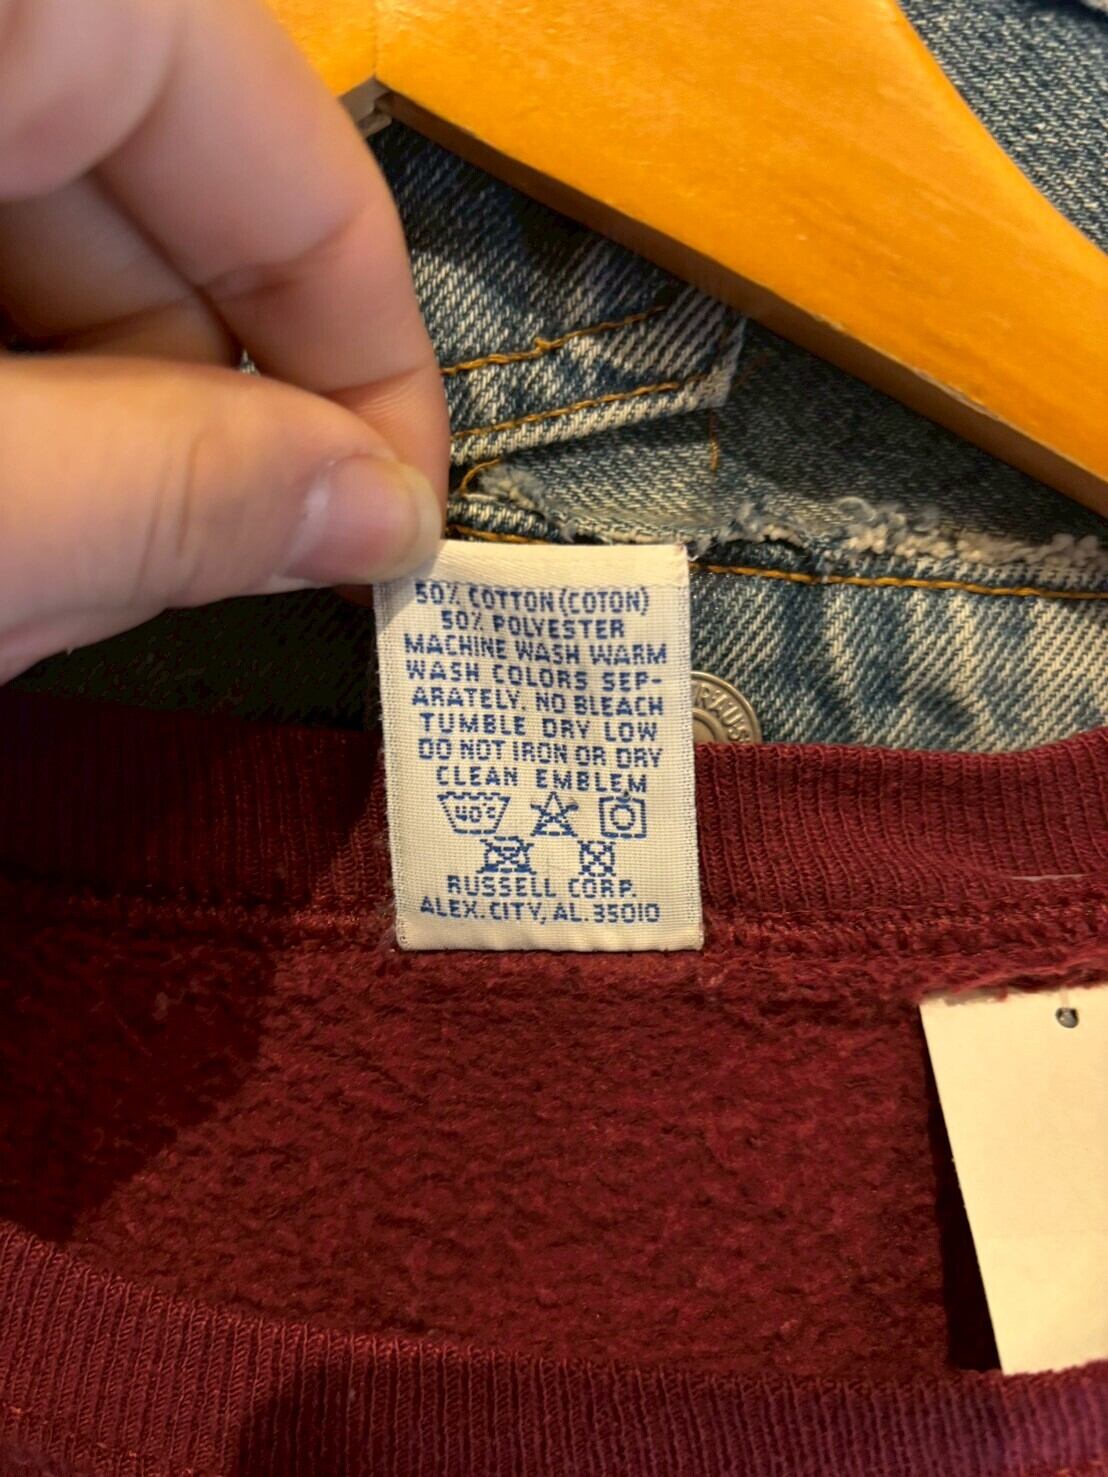 50% COTTON (COTON)
50% POLYESTER
MACHINE WASH WARM
WASH COLORS SEP-
ARATELY. NO BLEACH
TUMBLE DRY LOW
DO NOT IRON OR DRY
CLEAN EMBLEM
40°C
RUSSELL CORP.
ALEX. CITY, AL. 35010